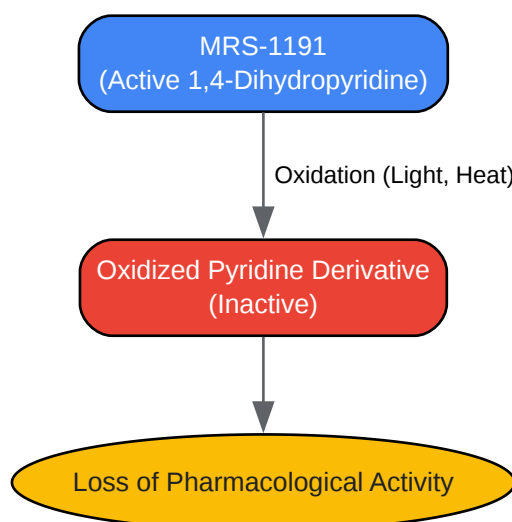 MRS-1191
(Active 1,4-Dihydropyridine)
Oxidation (Light, Heat)
Oxidized Pyridine Derivative
(Inactive)
Loss of Pharmacological Activity